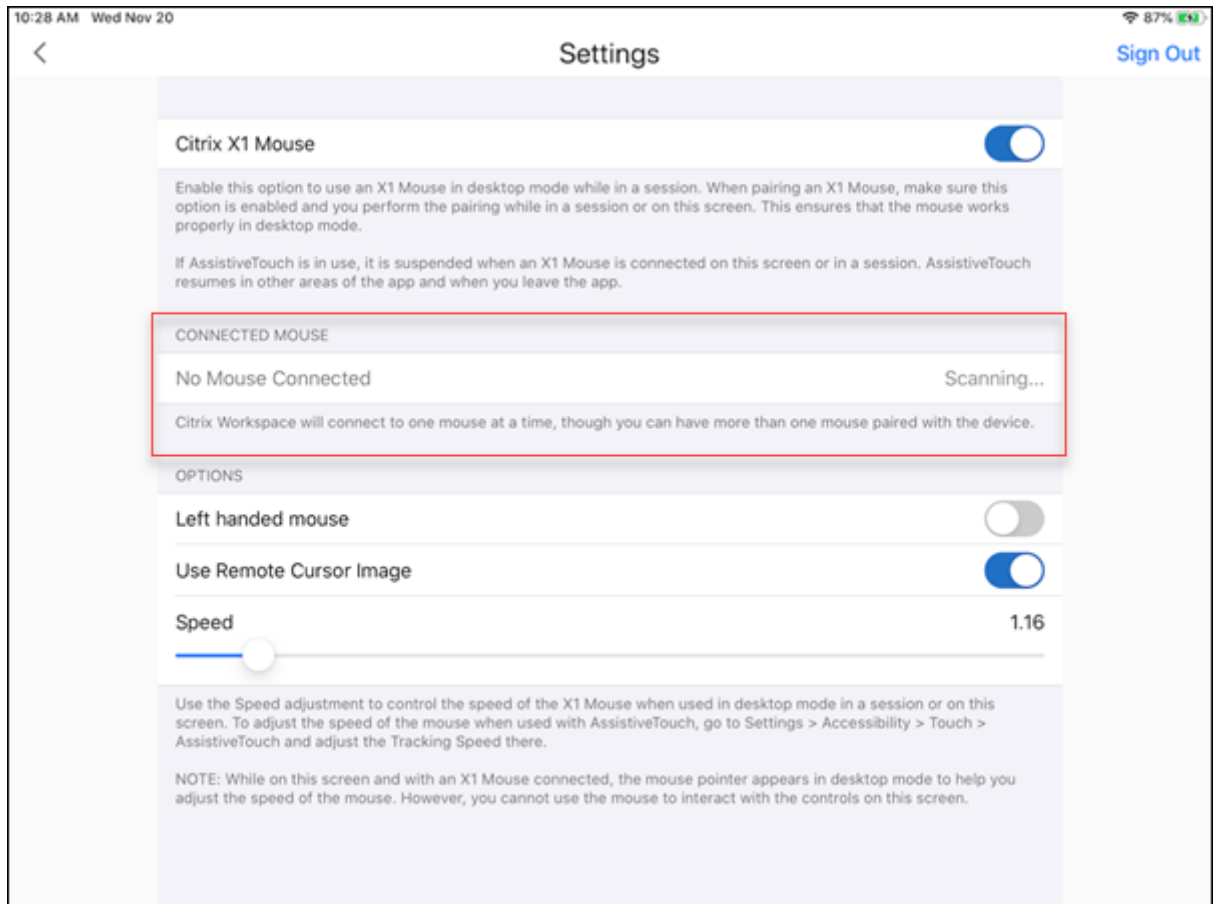 10:28 AM Wed Nov 20
87%
Settings
Sign Out
Citrix X1 Mouse
Enable this option to use an X1 Mouse in desktop mode while in a session. When pairing an X1 Mouse, make sure this
option is enabled and you perform the pairing while in a session or on this screen. This ensures that the mouse works
properly in desktop mode.
If AssistiveTouch is in use, it is suspended when an X1 Mouse is connected on this screen or in a session. AssistiveTouch
resumes in other areas of the app and when you leave the app.
CONNECTED MOUSE
No Mouse Connected Scanning...
Citrix Workspace will connect to one mouse at a time, though you can have more than one mouse paired with the device.
OPTIONS
Left handed mouse
Use Remote Cursor Image
Speed 1.16
Use the Speed adjustment to control the speed of the X1 Mouse when used in desktop mode in a session or on this
screen. To adjust the speed of the mouse when used with AssistiveTouch, go to Settings > Accessibility > Touch >
AssistiveTouch and adjust the Tracking Speed there.
NOTE: While on this screen and with an X1 Mouse connected, the mouse pointer appears in desktop mode to help you
adjust the speed of the mouse. However, you cannot use the mouse to interact with the controls on this screen.